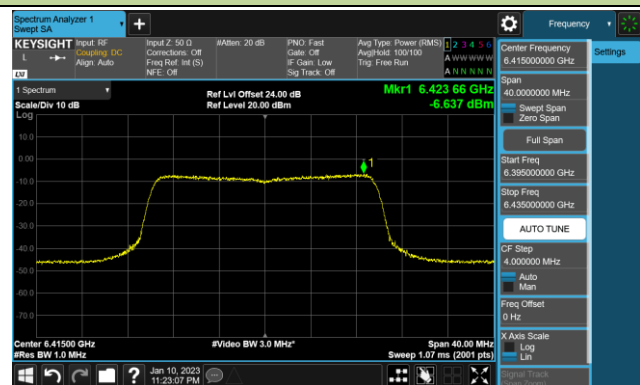 Spectrum Analyzer 1
Swept SA
+
Frequency
KEYSIGHT
L
LXI
Input: RF
Coupling: DC
Align: Auto
Input Z: 50 Ω
Corrections: Off
Freq Ref: Int (S)
NFE: Off
#Atten: 20 dB
PNO: Fast
Gate: Off
IF Gain: Low
Sig Track: Off
Avg Type: Power (RMS)
Avg|Hold: 100/100
Trig: Free Run
1 2 3 4 5 6
A W W W W W
A N N N N N
1 Spectrum
Scale/Div 10 dB
Log
Ref Lvl Offset 24.00 dB
Ref Level 20.00 dBm
Mkr1 6.423 66 GHz
-6.637 dBm
10.0
0.00
-10.0
-20.0
-30.0
-40.0
-50.0
-60.0
-70.0
1
Center 6.41500 GHz
#Res BW 1.0 MHz
#Video BW 3.0 MHz*
Span 40.00 MHz
Sweep 1.07 ms (2001 pts)
Jan 10, 2023
11:23:07 PM
?
Center Frequency
6.415000000 GHz
Span
40.0000000 MHz
Swept Span
Zero Span
Full Span
Start Freq
6.395000000 GHz
Stop Freq
6.435000000 GHz
AUTO TUNE
CF Step
4.000000 MHz
Auto
Man
Freq Offset
0 Hz
X Axis Scale
Log
Lin
Signal Track
Settings